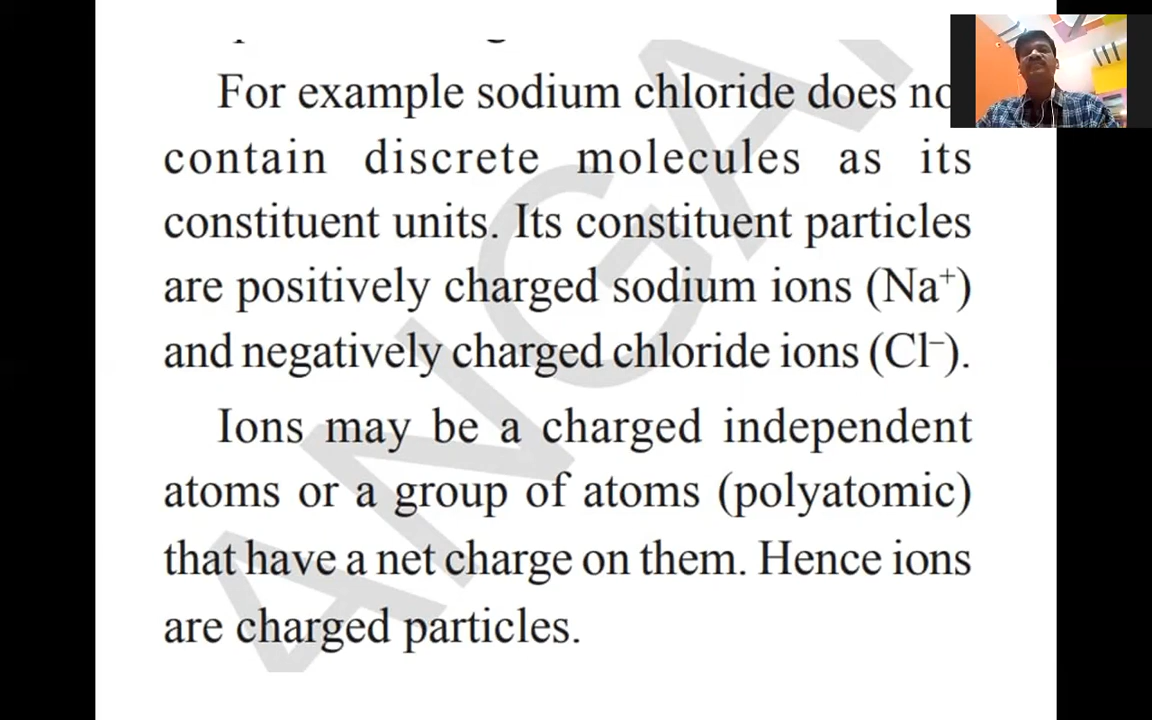 For example sodium chloride does no
contain discrete molecules as its
constituent units. Its constituent particles
are positively charged sodium ions (Na⁺)
and negatively charged chloride ions (Cl⁻).
Ions may be a charged independent
atoms or a group of atoms (polyatomic)
that have a net charge on them. Hence ions
are charged particles.